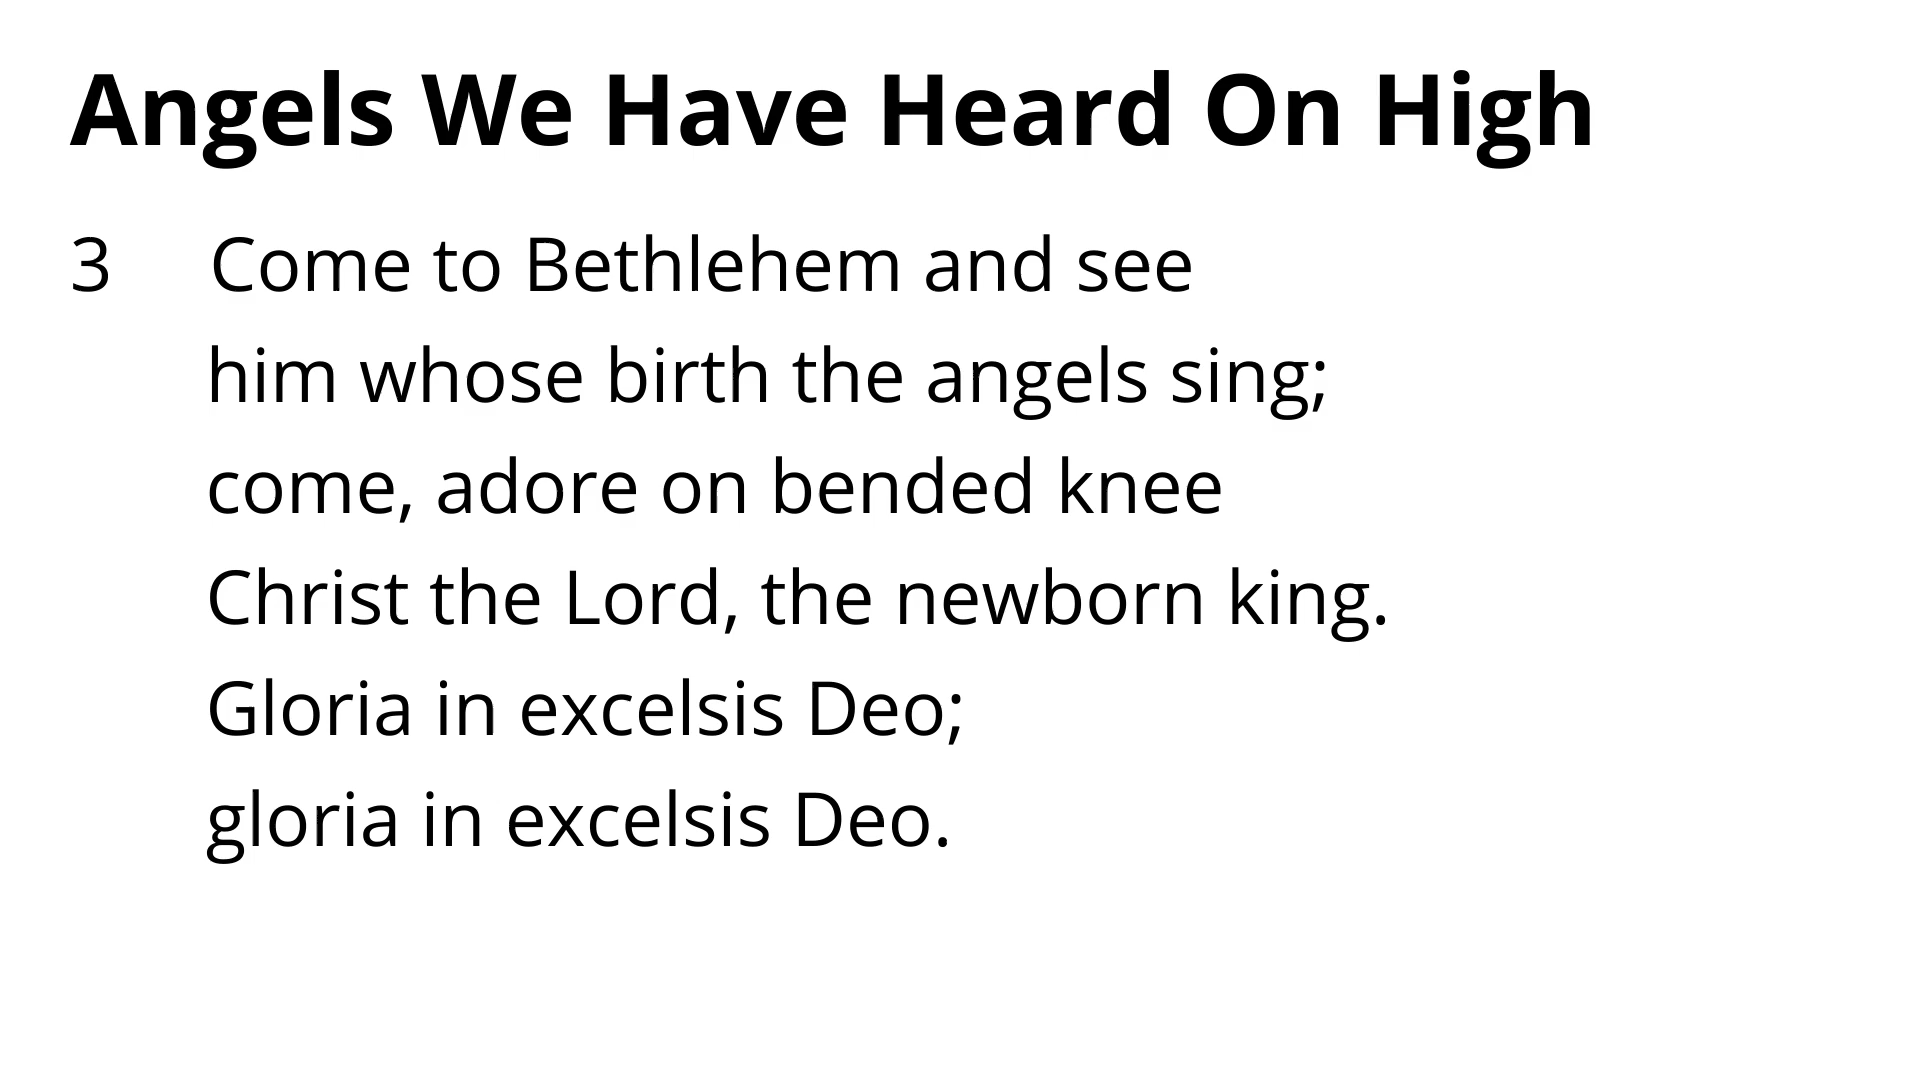 Angels We Have Heard On High
3 Come to Bethlehem and see
him whose birth the angels sing;
come, adore on bended knee
Christ the Lord, the newborn king.
Gloria in excelsis Deo;
gloria in excelsis Deo.